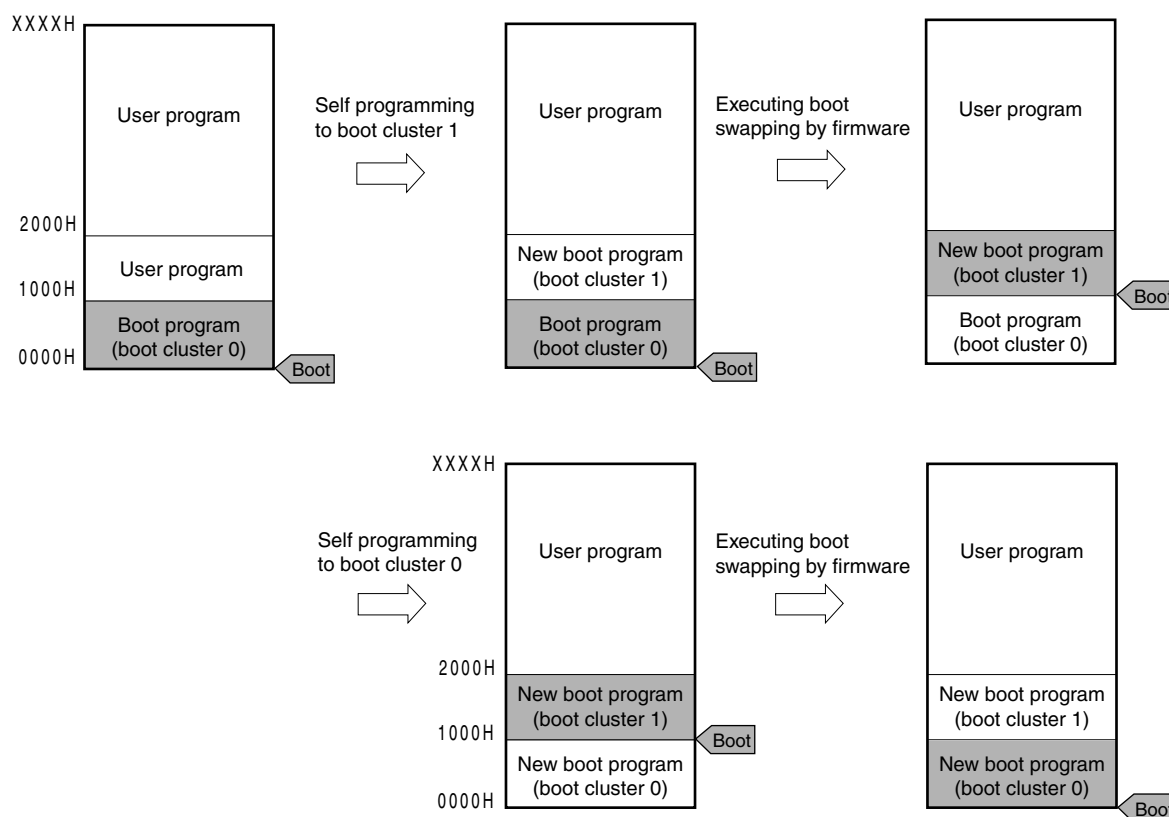 XXXXH
User program
2000H
User program
1000H
Boot program
(boot cluster 0)
0000H
Boot
Self programming
to boot cluster 1
User program
New boot program
(boot cluster 1)
Boot program
(boot cluster 0)
Boot
Executing boot
swapping by firmware
User program
New boot program
(boot cluster 1)
Boot
Boot program
(boot cluster 0)
Self programming
to boot cluster 0
XXXXH
User program
2000H
New boot program
(boot cluster 1)
1000H
Boot
New boot program
(boot cluster 0)
0000H
Executing boot
swapping by firmware
User program
New boot program
(boot cluster 1)
New boot program
(boot cluster 0)
Boot